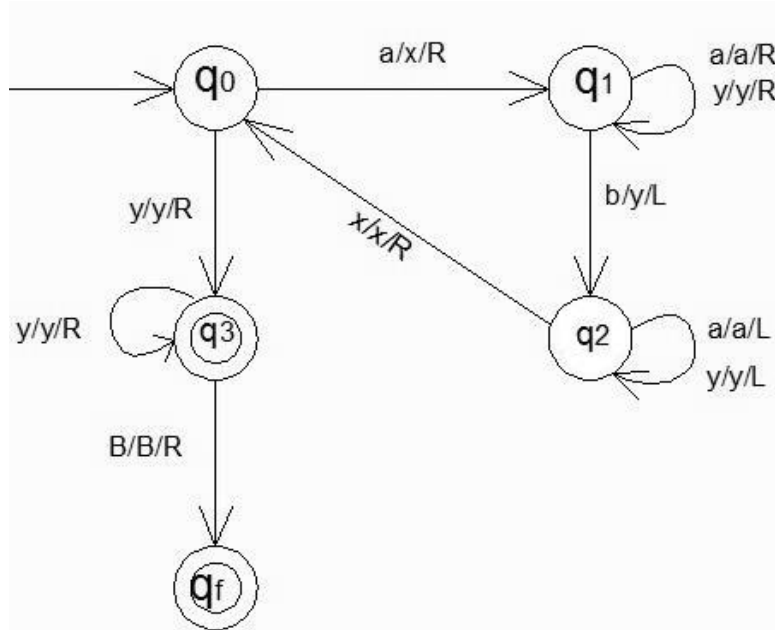 a/x/R
q0
q1
a/a/R
y/y/R
y/y/R
b/y/L
x/x/R
y/y/R
q3
q2
a/a/L
y/y/L
B/B/R
qf